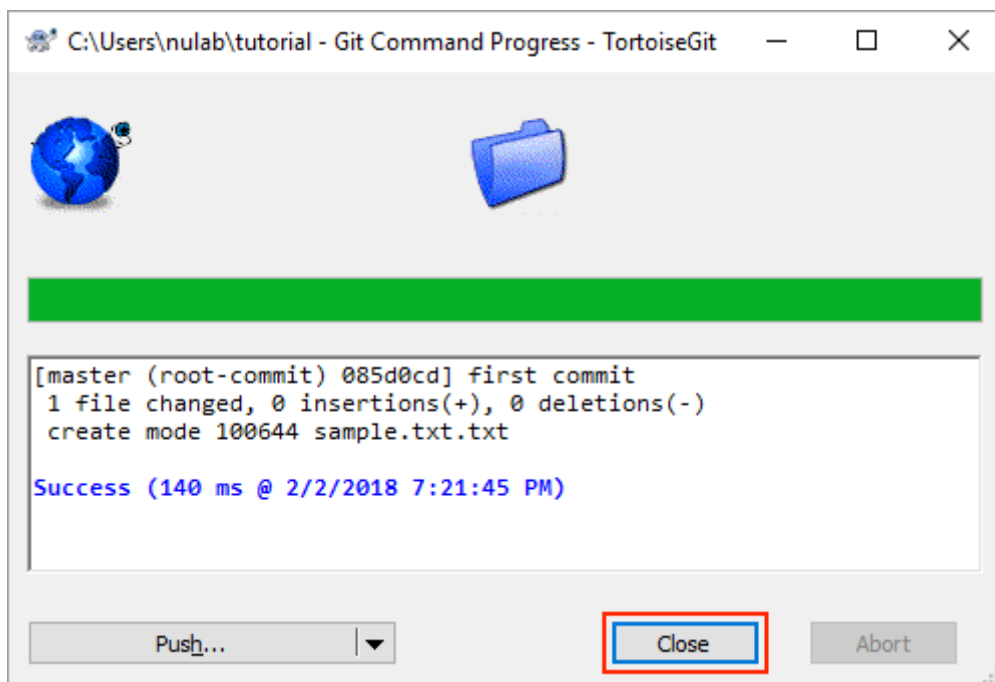 C:\Users\nulab\tutorial - Git Command Progress - TortoiseGit
[master (root-commit) 085d0cd] first commit
1 file changed, 0 insertions(+), 0 deletions(-)
create mode 100644 sample.txt.txt
Success (140 ms @ 2/2/2018 7:21:45 PM)
Push... Close Abort